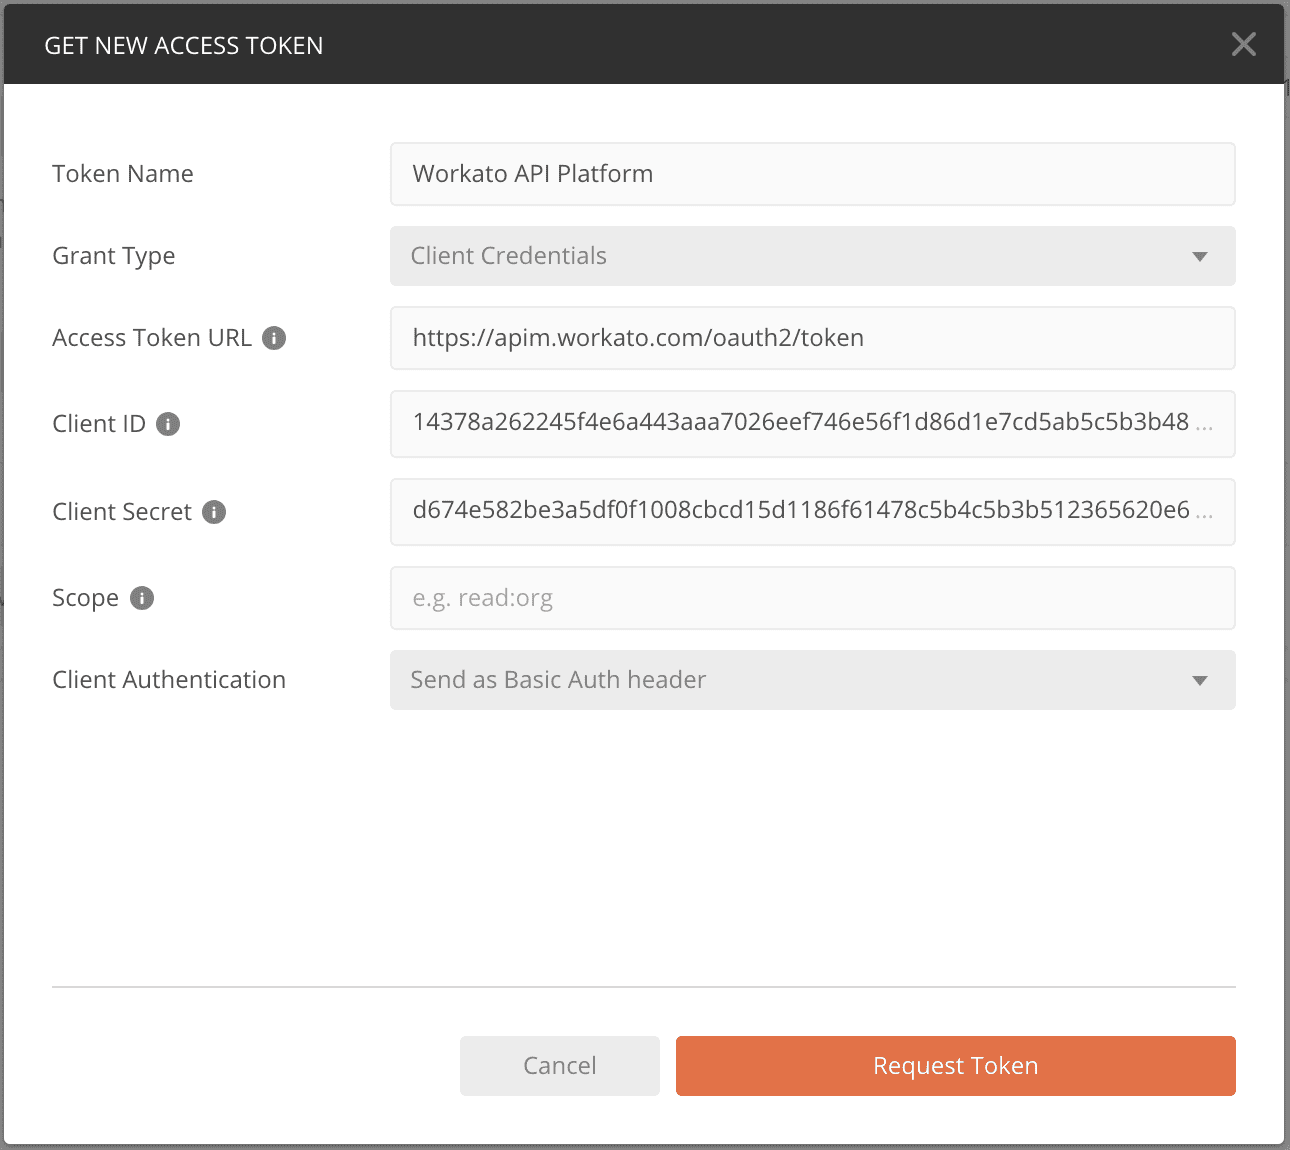 GET NEW ACCESS TOKEN
Token Name
Workato API Platform
Grant Type
Client Credentials
Access Token URL
https://apim.workato.com/oauth2/token
Client ID
14378a262245f4e6a443aaa7026eef746e56f1d86d1e7cd5ab5c5b3b48 ...
Client Secret
d674e582be3a5df0f1008cbcd15d1186f61478c5b4c5b3b512365620e6 ...
Scope
e.g. read:org
Client Authentication
Send as Basic Auth header
Cancel
Request Token